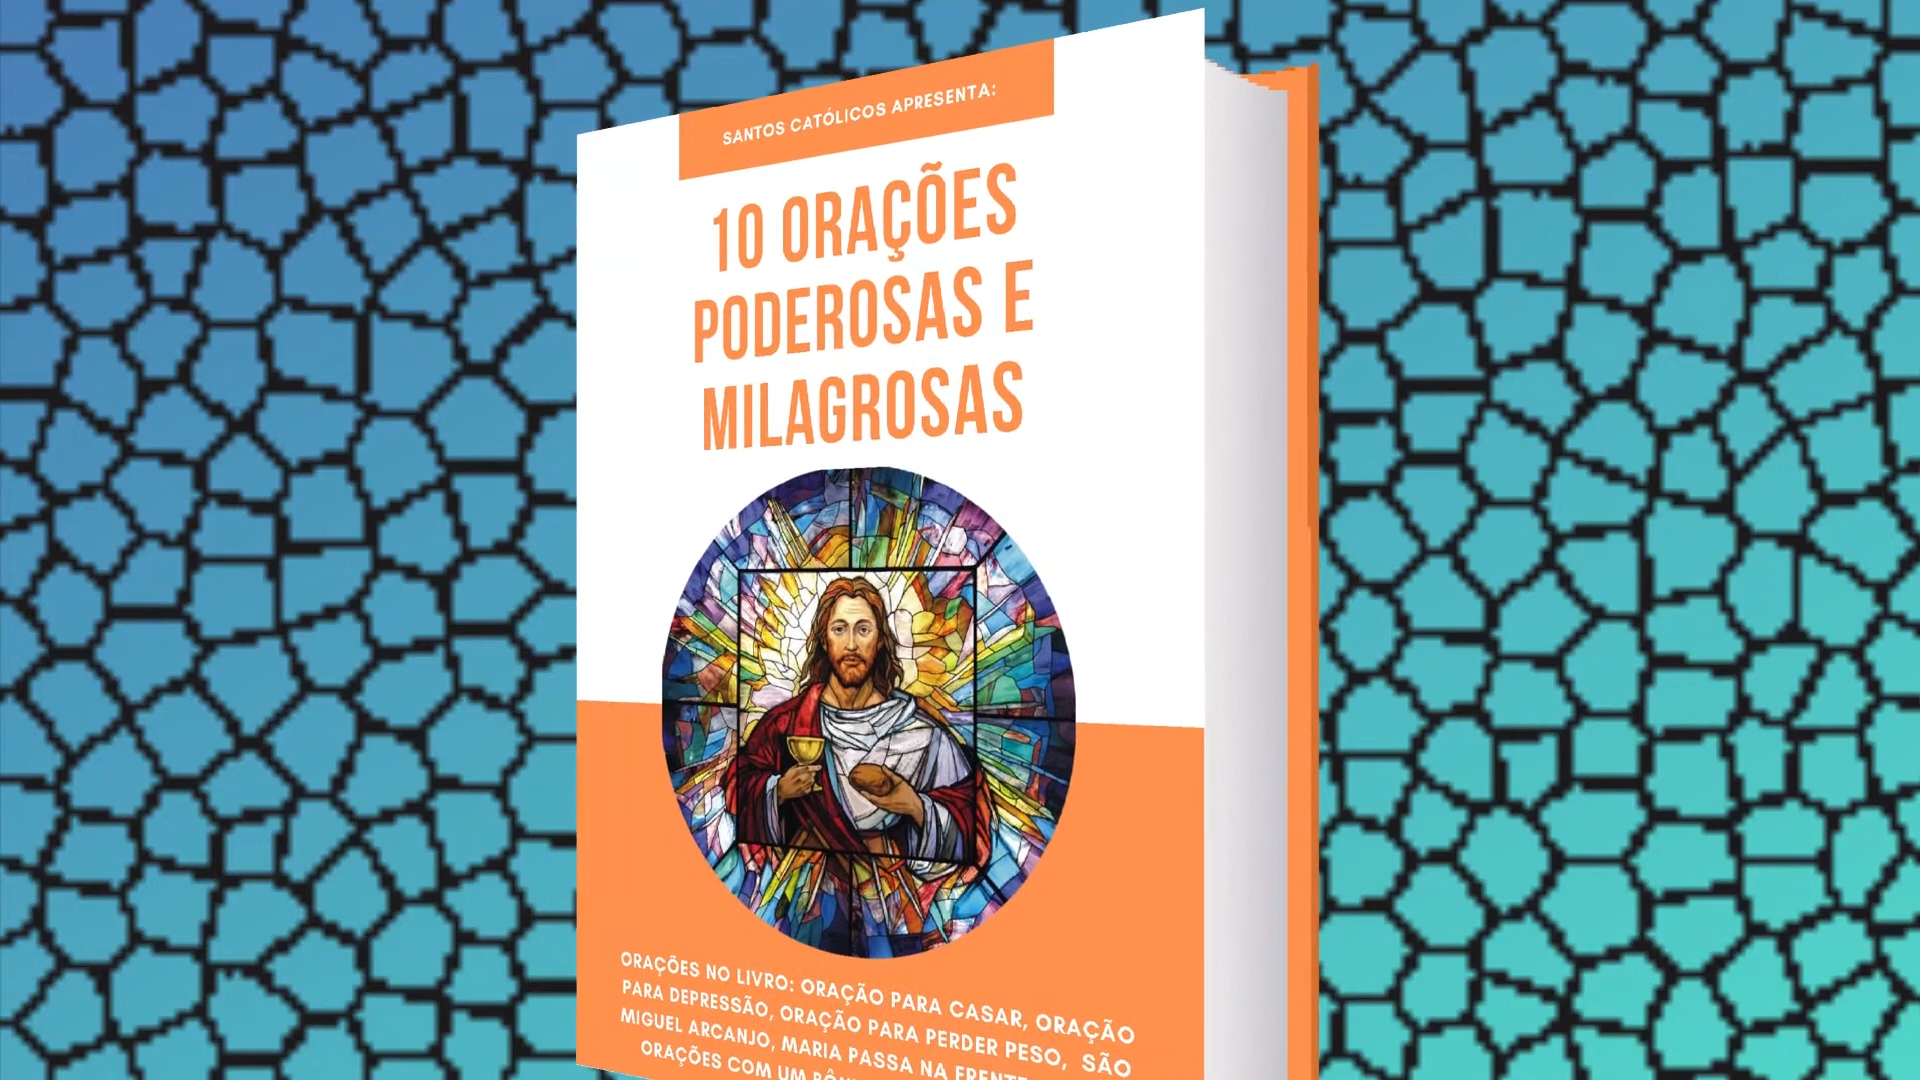 SANTOS CATÓLICOS APRESENTA:
10 ORAÇÕES
PODEROSAS E
MILAGROSAS
ORAÇÕES NO LIVRO: ORAÇÃO PARA CASAR, ORAÇÃO
PARA DEPRESSÃO, ORAÇÃO PARA PERDER PESO, SÃO
MIGUEL ARCANJO, MARIA PASSA NA FRENTE
ORAÇÕES COM UM